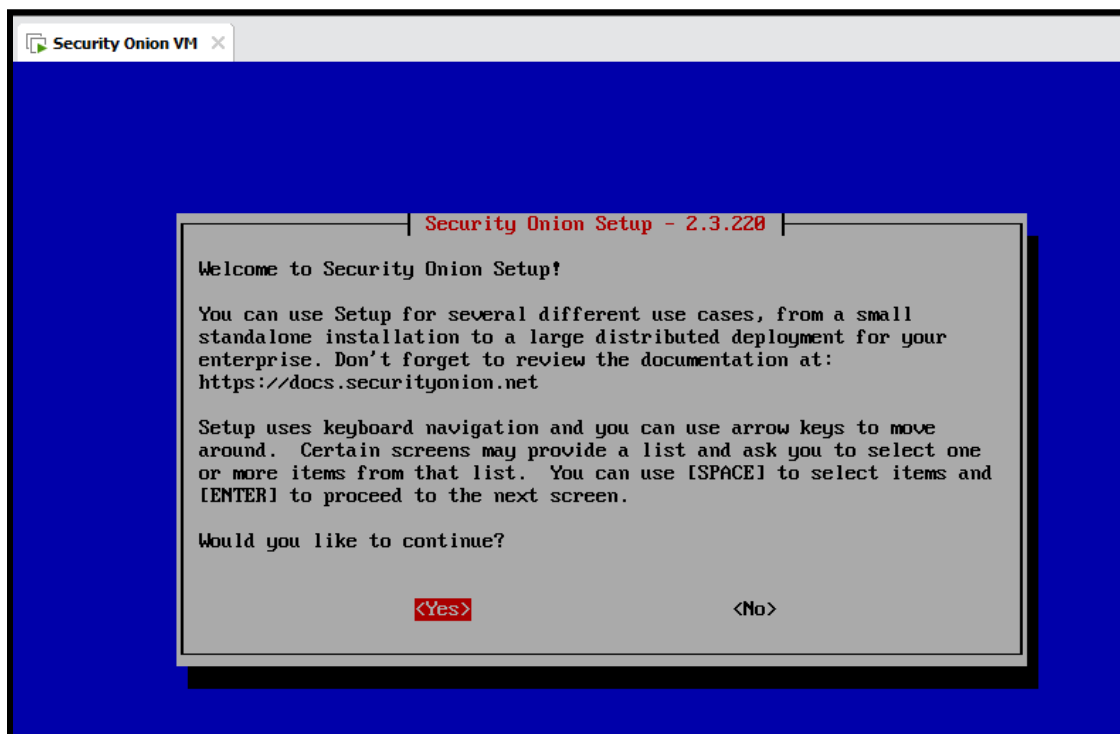 Security Onion VM
Security Onion Setup - 2.3.220
Welcome to Security Onion Setup!
You can use Setup for several different use cases, from a small
standalone installation to a large distributed deployment for your
enterprise. Don't forget to review the documentation at:
https://docs.securityonion.net
Setup uses keyboard navigation and you can use arrow keys to move
around.  Certain screens may provide a list and ask you to select one
or more items from that list.  You can use [SPACE] to select items and
[ENTER] to proceed to the next screen.
Would you like to continue?
<Yes> <No>